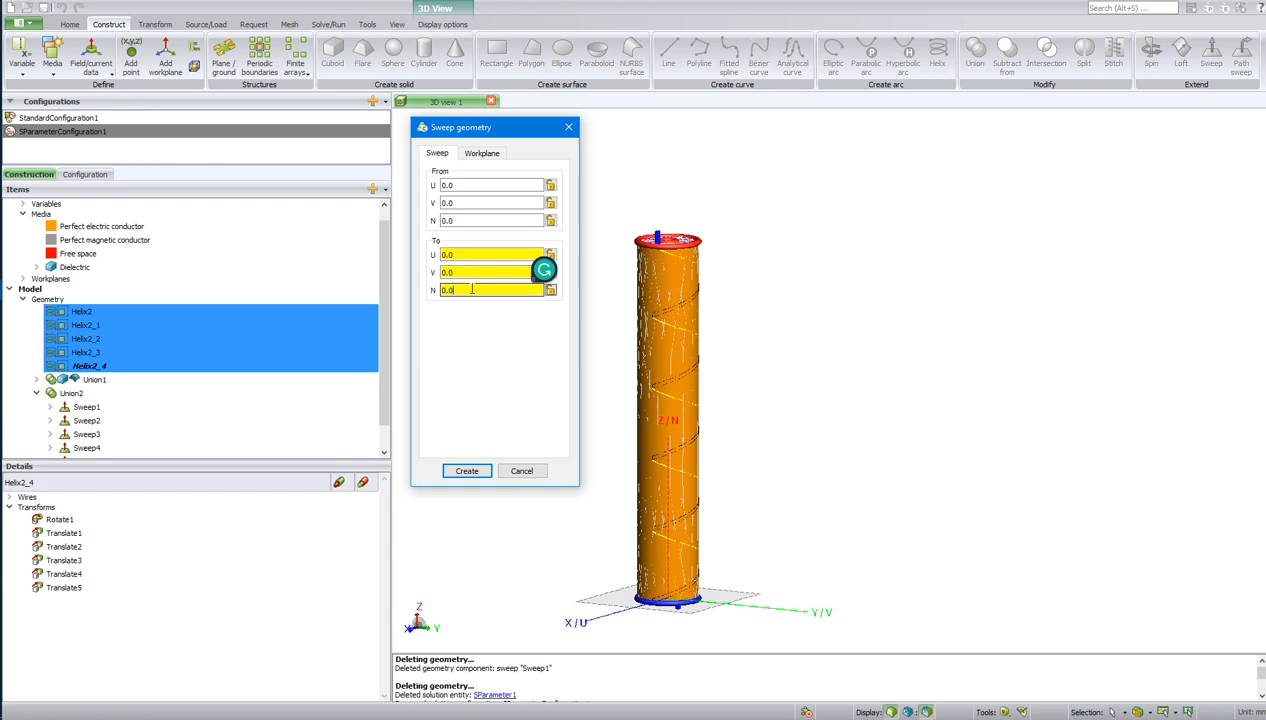 3D View
Search (Alt+S)
Home Construct Transform Source/Load Request Mesh Solve/Run Tools View Display options
Variable Media Field/current data Add point Add workplane
Plane / ground Periodic boundaries Finite arrays
Cuboid Flare Sphere Cylinder Cone
Rectangle Polygon Ellipse Paraboloid NURBS surface
Line Polyline Fitted spline Bézier curve Analytical curve
Elliptic arc Parabolic arc Hyperbolic arc Helix
Union Subtract from Intersection Split Stitch
Spin Loft Sweep Path sweep
Define Structures Create solid Create surface Create curve Create arc Modify Extend
Configurations
StandardConfiguration1
SParameterConfiguration1
Construction Configuration
Items
Variables
Media
Perfect electric conductor
Perfect magnetic conductor
Free space
Dielectric
Workplanes
Model
Geometry
Helix2
Helix2_1
Helix2_2
Helix2_3
Helix2_4
Union1
Union2
Sweep1
Sweep2
Sweep3
Sweep4
Details
Helix2_4
Wires
Transforms
Rotate1
Translate1
Translate2
Translate3
Translate4
Translate5
3D view 1
Sweep geometry
Sweep Workplane
From
U 0.0
V 0.0
N 0.0
To
U 0.0
V 0.0
N 0.0
Create Cancel
Z / N
X / U
Y / V
Z
X
Y
Deleting geometry...
Deleted geometry component: sweep "Sweep1"
Deleting geometry...
Deleted solution entity: SParameter1
Display: Tools: Selection: Unit: mm